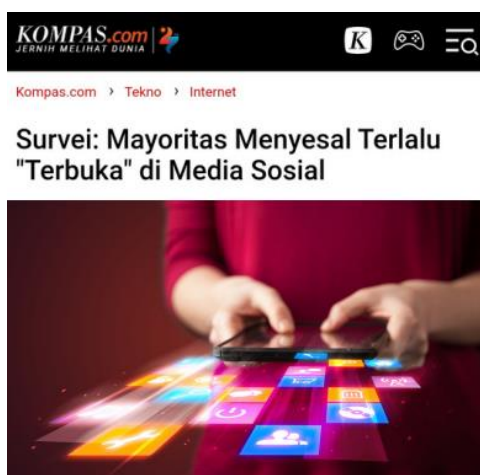 KOMPAS.com
JERNIH MELIHAT DUNIA
K
Kompas.com > Tekno > Internet
Survei: Mayoritas Menyesal Terlalu
"Terbuka" di Media Sosial